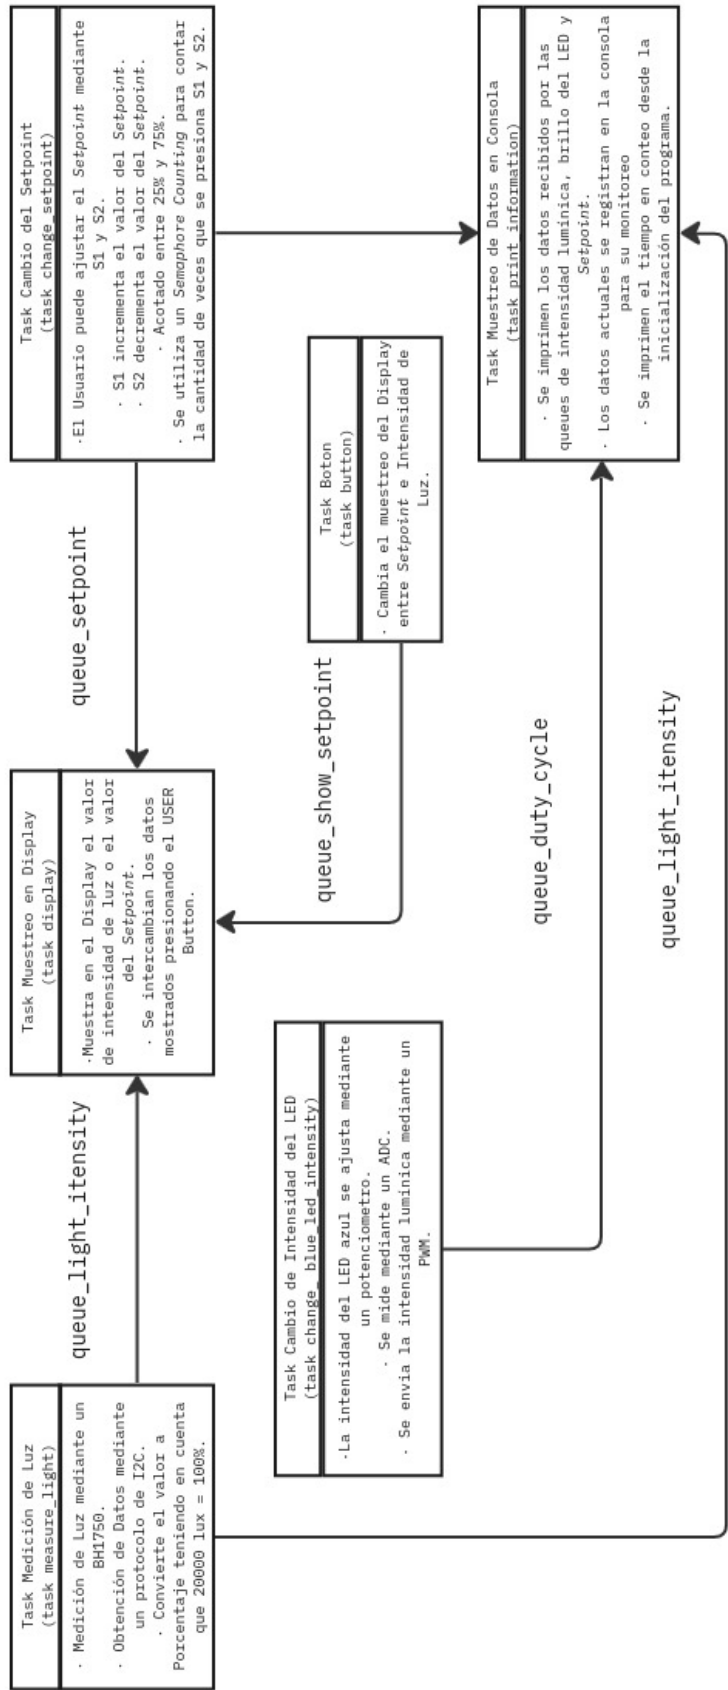 Task Medición de Luz
(task measure_light)
· Medición de Luz mediante un
BH1750.
· Obtención de Datos mediante
un protocolo de I2C.
· Convierte el valor a
Porcentaje teniendo en cuenta
que 20000 lux = 100%.
queue_light_itensity
Task Muestreo en Display
(task display)
·Muestra en el Display el valor
de intensidad de luz o el valor
del Setpoint.
· Se intercambian los datos
mostrados presionando el USER
Button.
queue_setpoint
Task Cambio del Setpoint
(task change_setpoint)
·El Usuario puede ajustar el Setpoint mediante
S1 y S2.
· S1 incrementa el valor del Setpoint.
· S2 decrementa el valor del Setpoint.
· Acotado entre 25% y 75%.
· Se utiliza un Semaphore Counting para contar
la cantidad de veces que se presiona S1 y S2.
Task Cambio de Intensidad del LED
(task change_ blue_led_intensity)
·La intensidad del LED azul se ajusta mediante
un potenciometro.
· Se mide mediante un ADC.
· Se envia la intensidad luminica mediante un
PWM.
queue_show_setpoint
Task Boton
(task button)
· Cambia el muestreo del Display
entre Setpoint e Intensidad de
Luz.
queue_duty_cycle
Task Muestreo de Datos en Consola
(task print information)
· Se imprimen los datos recibidos por las
queues de intensidad luminica, brillo del LED y
Setpoint.
· Los datos actuales se registran en la consola
para su monitoreo
· Se imprimen el tiempo en conteo desde la
inicialización del programa.
queue_light_itensity